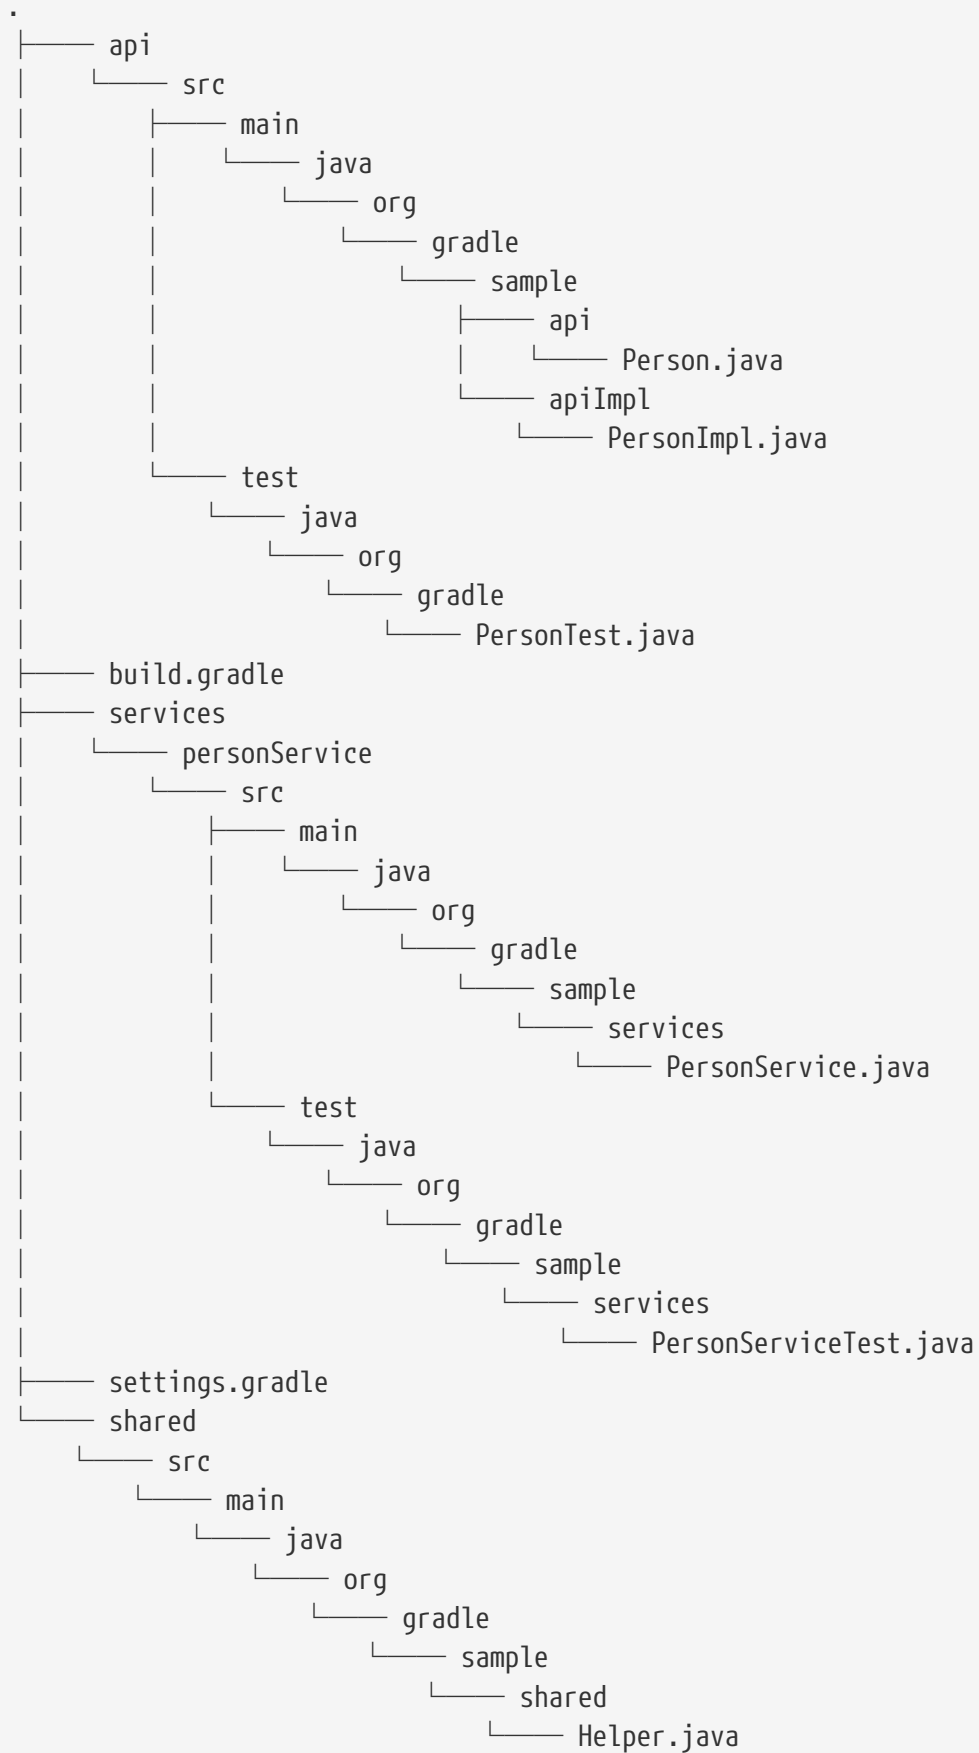 .
├── api
│   └── src
│       ├── main
│       │   └── java
│       │       └── org
│       │           └── gradle
│       │               └── sample
│       │                   ├── api
│       │                   │   └── Person.java
│       │                   └── apiImpl
│       │                       └── PersonImpl.java
│       └── test
│           └── java
│               └── org
│                   └── gradle
│                       └── PersonTest.java
├── build.gradle
├── services
│   └── personService
│       └── src
│           ├── main
│           │   └── java
│           │       └── org
│           │           └── gradle
│           │               └── sample
│           │                   └── services
│           │                       └── PersonService.java
│           └── test
│               └── java
│                   └── org
│                       └── gradle
│                           └── sample
│                               └── services
│                                   └── PersonServiceTest.java
├── settings.gradle
└── shared
    └── src
        └── main
            └── java
                └── org
                    └── gradle
                        └── sample
                            └── shared
                                └── Helper.java